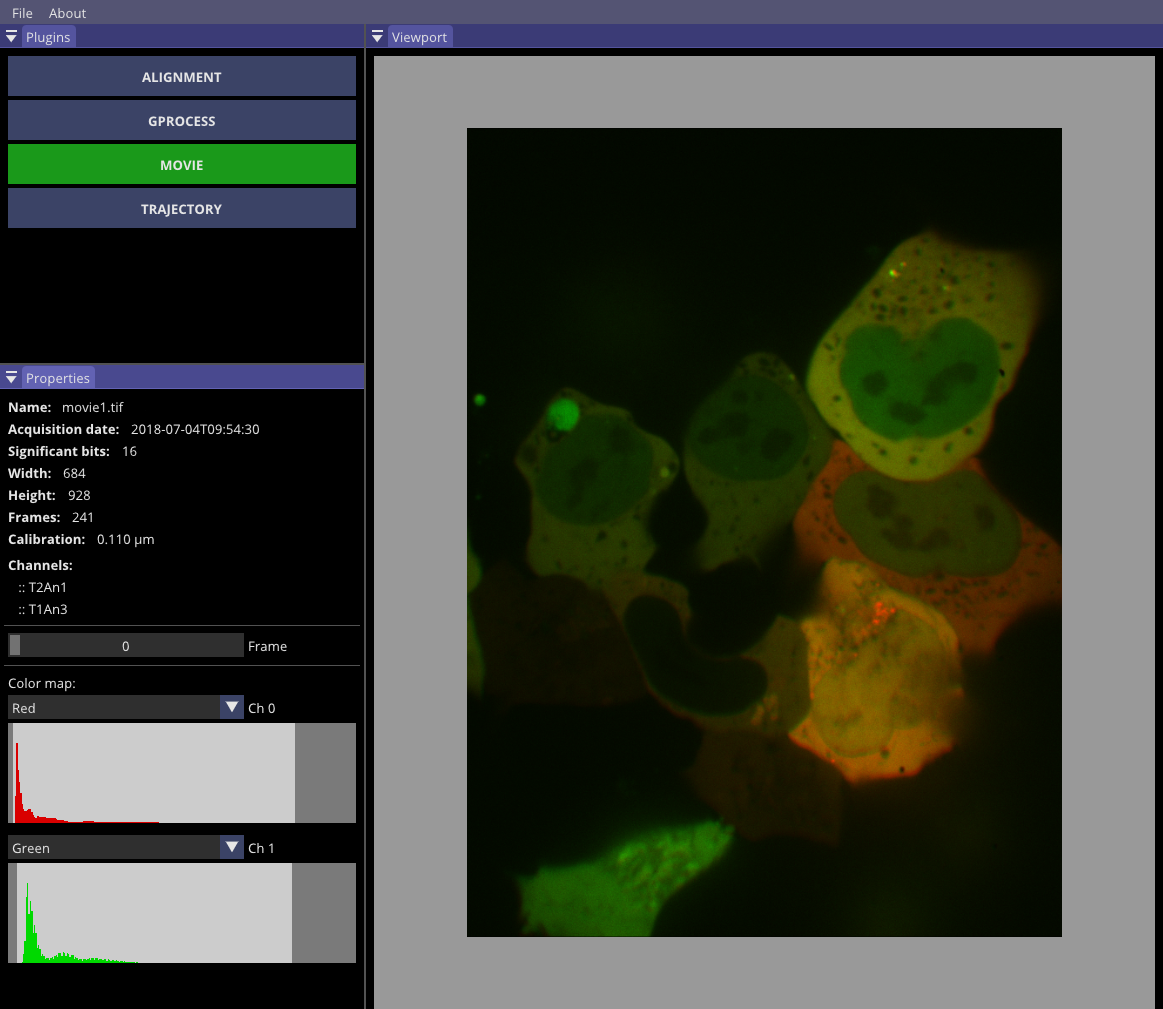 File About
Plugins
Viewport
ALIGNMENT
GPROCESS
MOVIE
TRAJECTORY
Properties
Name: movie1.tif
Acquisition date: 2018-07-04T09:54:30
Significant bits: 16
Width: 684
Height: 928
Frames: 241
Calibration: 0.110 μm
Channels:
:: T2An1
:: T1An3
0 Frame
Color map:
Red Ch 0
Green Ch 1